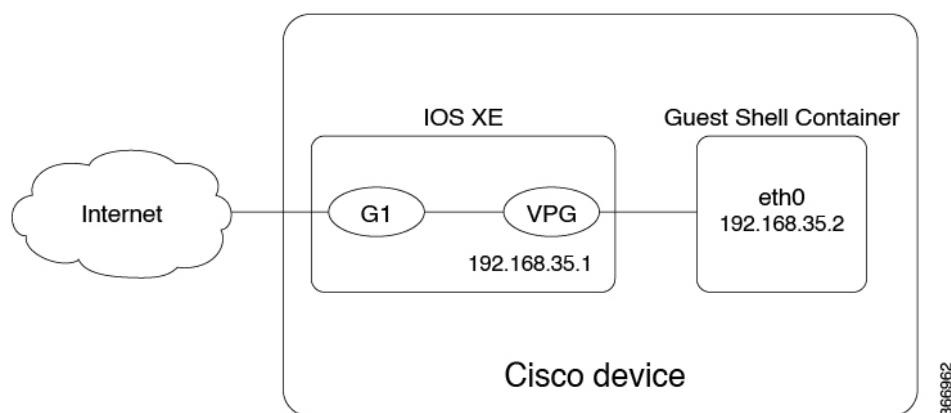 IOS XE
Guest Shell Container
Internet
G1
VPG
192.168.35.1
eth0
192.168.35.2
Cisco device
366962